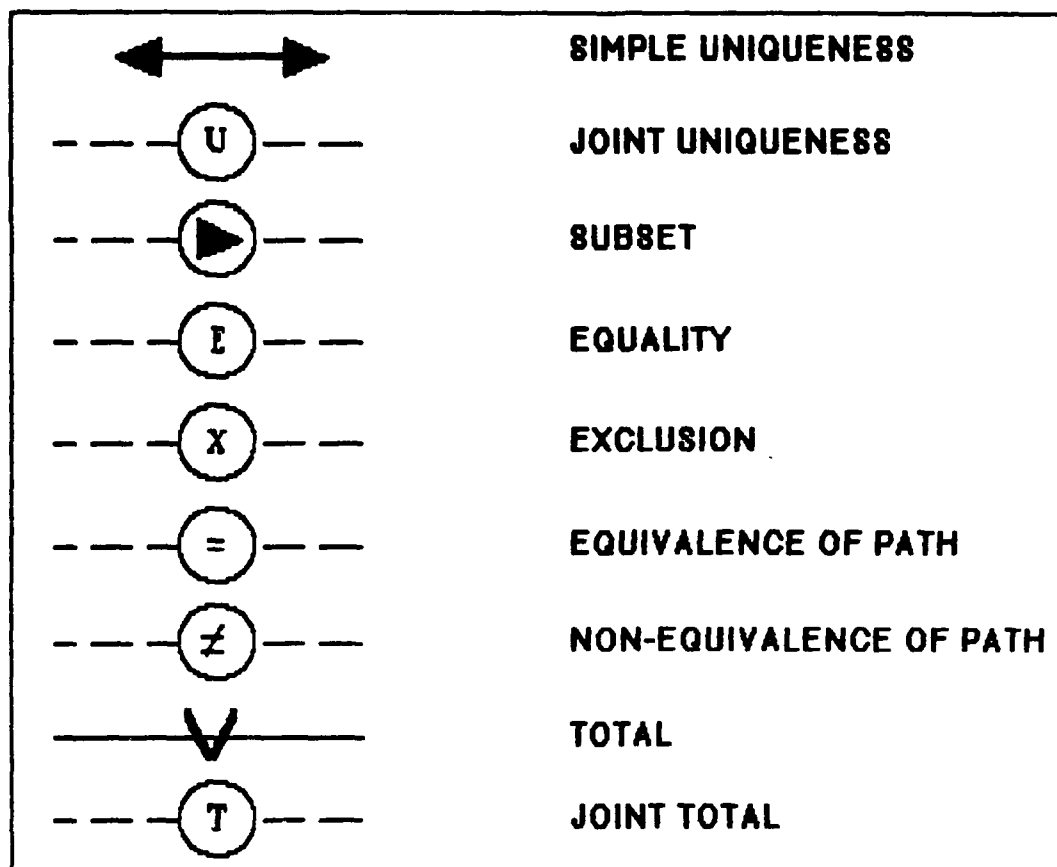 SIMPLE UNIQUENESS
U JOINT UNIQUENESS
SUBSET
E EQUALITY
X EXCLUSION
= EQUIVALENCE OF PATH
≠ NON-EQUIVALENCE OF PATH
V TOTAL
T JOINT TOTAL